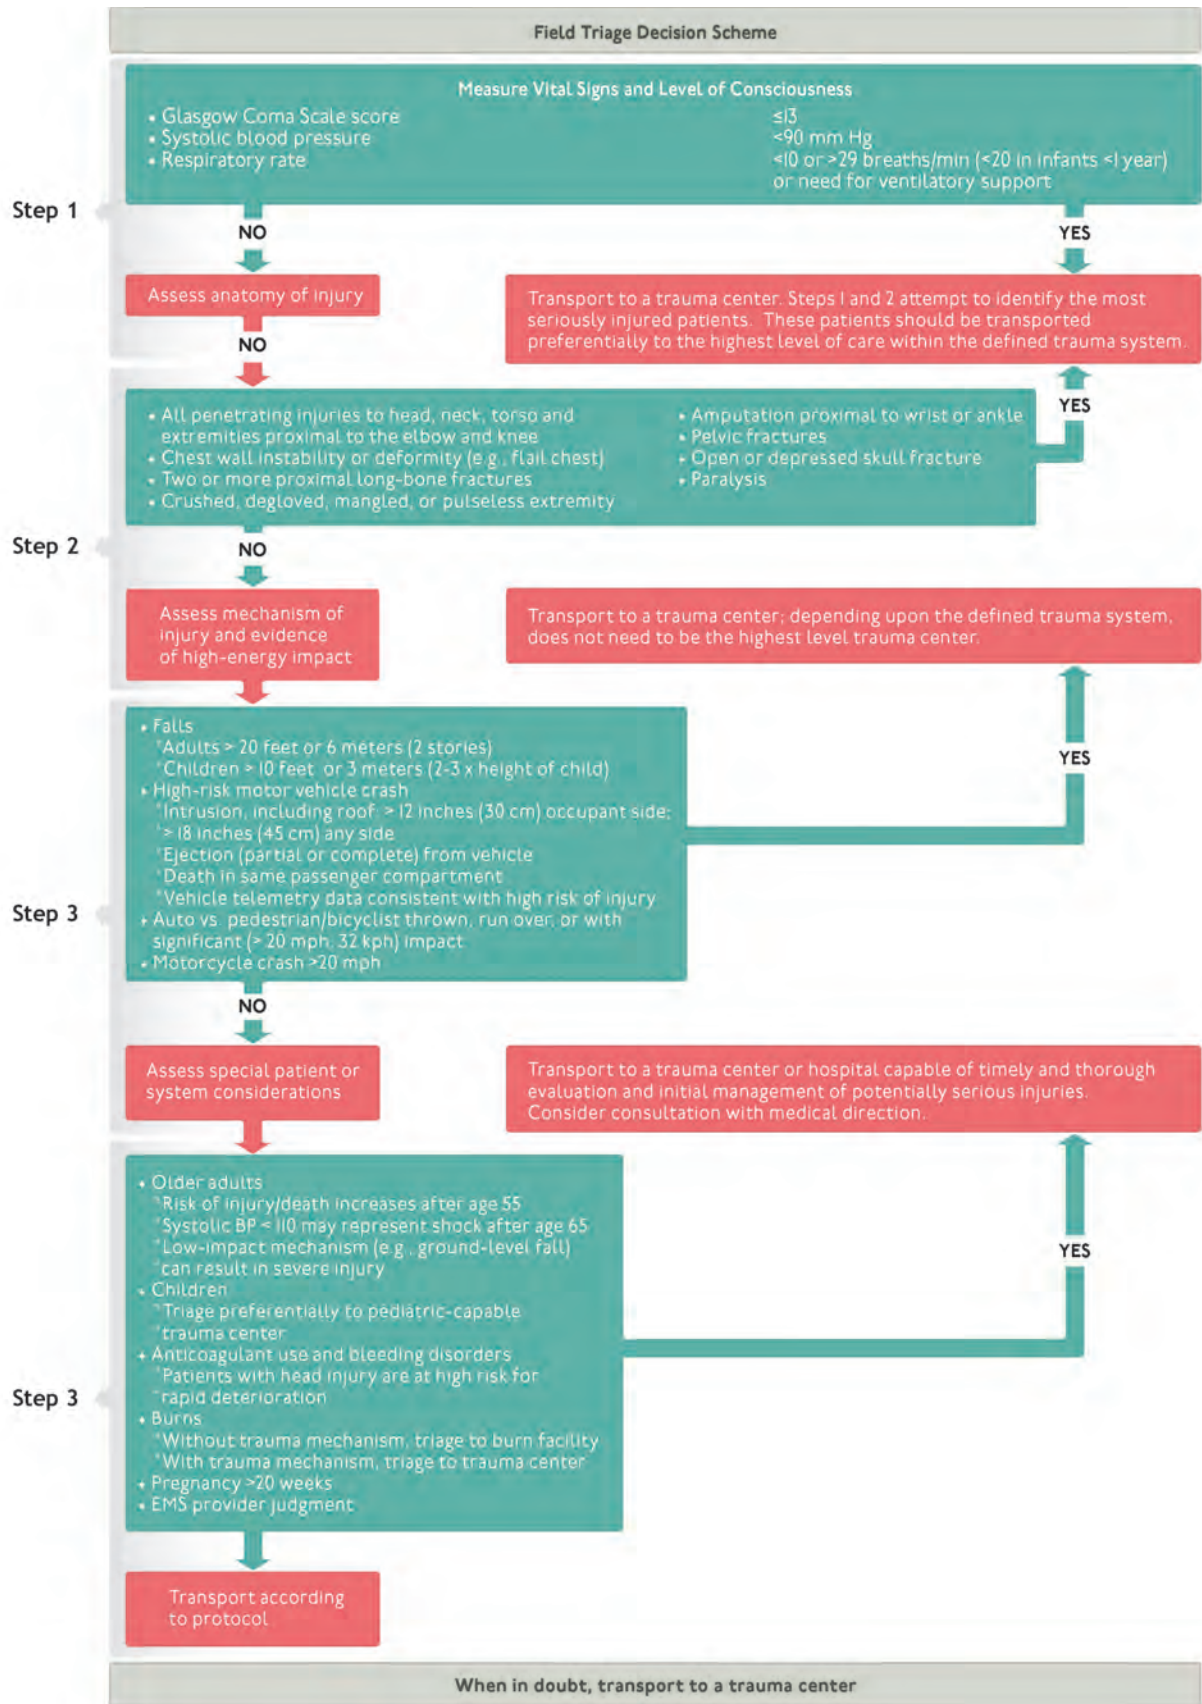 Field Triage Decision Scheme
Measure Vital Signs and Level of Consciousness
• Glasgow Coma Scale score
≤13
• Systolic blood pressure
<90 mm Hg
• Respiratory rate
<10 or >29 breaths/min (<20 in infants <1 year)
or need for ventilatory support
Step 1
NO
YES
Assess anatomy of injury
Transport to a trauma center. Steps 1 and 2 attempt to identify the most
seriously injured patients. These patients should be transported
preferentially to the highest level of care within the defined trauma system.
NO
YES
• All penetrating injuries to head, neck, torso and
extremities proximal to the elbow and knee
• Chest wall instability or deformity (e.g., flail chest)
• Two or more proximal long-bone fractures
• Crushed, degloved, mangled, or pulseless extremity
• Amputation proximal to wrist or ankle
• Pelvic fractures
• Open or depressed skull fracture
• Paralysis
Step 2
NO
Assess mechanism of
injury and evidence
of high-energy impact
Transport to a trauma center; depending upon the defined trauma system,
does not need to be the highest level trauma center.
• Falls
°Adults > 20 feet or 6 meters (2 stories)
°Children > 10 feet or 3 meters (2-3 x height of child)
• High-risk motor vehicle crash
°Intrusion, including roof: > 12 inches (30 cm) occupant side;
°> 18 inches (45 cm) any side
°Ejection (partial or complete) from vehicle
°Death in same passenger compartment
°Vehicle telemetry data consistent with high risk of injury
• Auto vs. pedestrian/bicyclist thrown, run over, or with
significant (> 20 mph, 32 kph) impact
• Motorcycle crash >20 mph
YES
Step 3
NO
Assess special patient or
system considerations
Transport to a trauma center or hospital capable of timely and thorough
evaluation and initial management of potentially serious injuries.
Consider consultation with medical direction.
• Older adults
°Risk of injury/death increases after age 55
°Systolic BP < 110 may represent shock after age 65
°Low-impact mechanism (e.g., ground-level fall)
°can result in severe injury
• Children
°Triage preferentially to pediatric-capable
°trauma center
• Anticoagulant use and bleeding disorders
°Patients with head injury are at high risk for
°rapid deterioration
• Burns
°Without trauma mechanism, triage to burn facility
°With trauma mechanism, triage to trauma center
• Pregnancy >20 weeks
• EMS provider judgment
YES
Step 3
Transport according
to protocol
When in doubt, transport to a trauma center